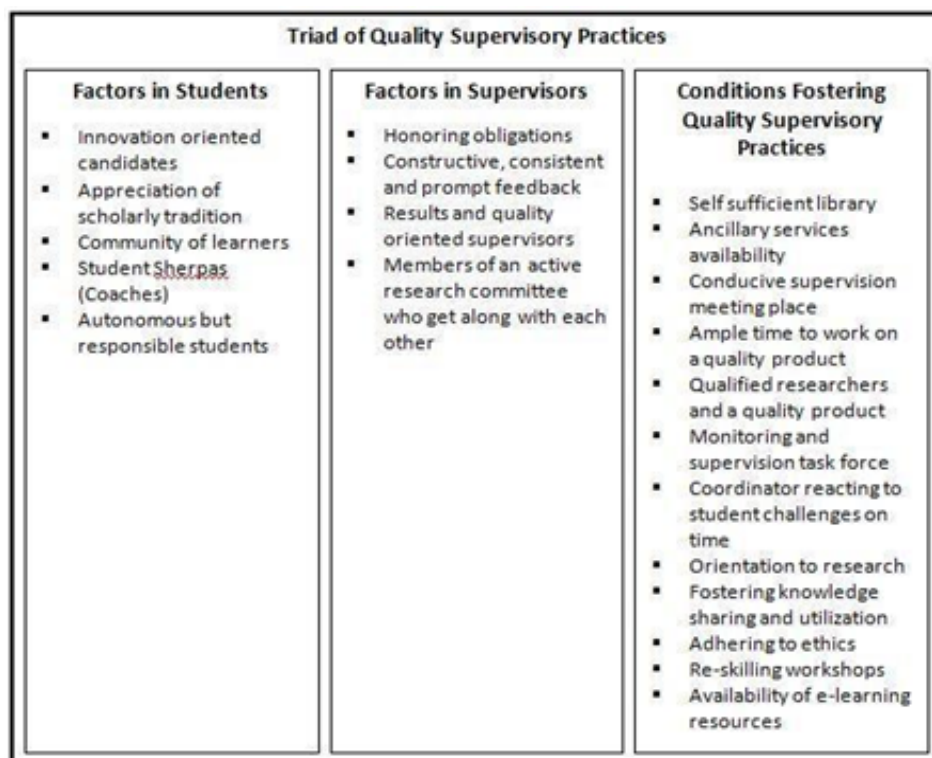 Triad of Quality Supervisory Practices
Factors in Students
▪ Innovation oriented
candidates
▪ Appreciation of
scholarly tradition
▪ Community of learners
▪ Student Sherpas
(Coaches)
▪ Autonomous but
responsible students
Factors in Supervisors
▪ Honoring obligations
▪ Constructive, consistent
and prompt feedback
▪ Results and quality
oriented supervisors
▪ Members of an active
research committee
who get along with each
other
Conditions Fostering
Quality Supervisory
Practices
▪ Self sufficient library
▪ Ancillary services
availability
▪ Conducive supervision
meeting place
▪ Ample time to work on
a quality product
▪ Qualified researchers
and a quality product
▪ Monitoring and
supervision task force
▪ Coordinator reacting to
student challenges on
time
▪ Orientation to research
▪ Fostering knowledge
sharing and utilization
▪ Adhering to ethics
▪ Re-skilling workshops
▪ Availability of e-learning
resources